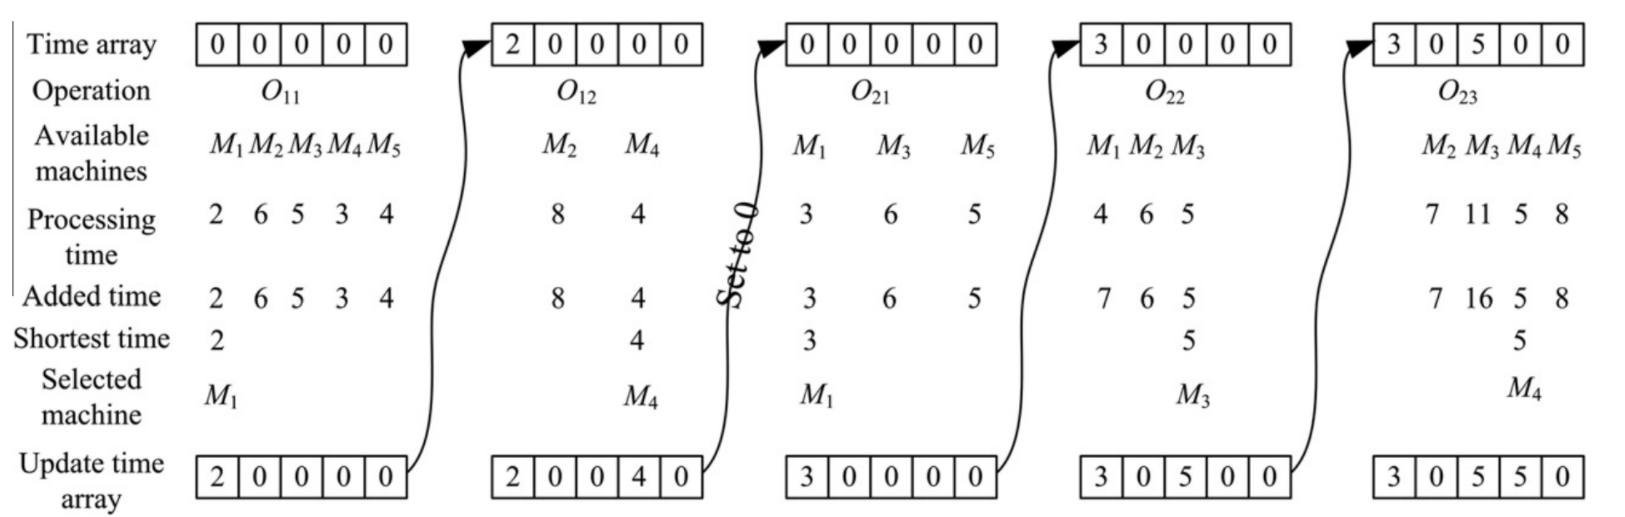 Time array 0 0 0 0 0 2 0 0 0 0 0 0 0 0 0 3 0 0 0 0 3 0 5 0 0
Operation O11 O12 O21 O22 O23
Available machines M1 M2 M3 M4 M5 M2 M4 M1 M3 M5 M1 M2 M3 M2 M3 M4 M5
Processing time 2 6 5 3 4 8 4 3 6 5 4 6 5 7 11 5 8
Set to 0
Added time 2 6 5 3 4 8 4 3 6 5 7 6 5 7 16 5 8
Shortest time 2 4 3 5 5
Selected machine M1 M4 M1 M3 M4
Update time array 2 0 0 0 0 2 0 0 4 0 3 0 0 0 0 3 0 5 0 0 3 0 5 5 0